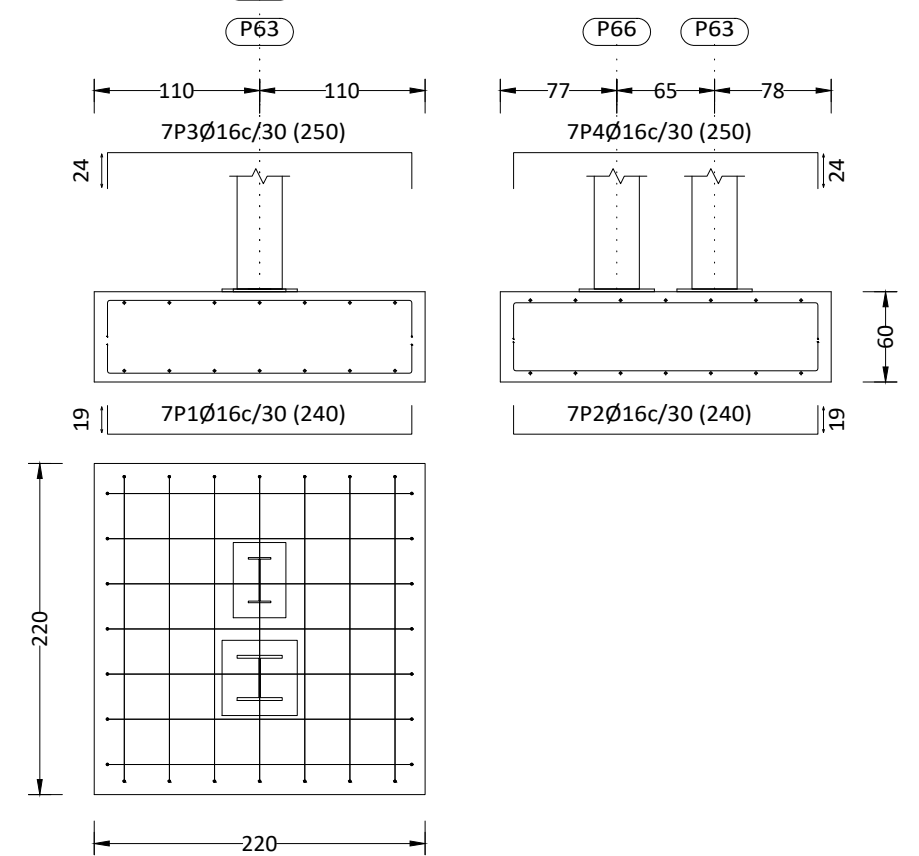 P63
P66
P63
110
110
77
65
78
7P3Ø16c/30 (250)
7P4Ø16c/30 (250)
24
24
60
19
7P1Ø16c/30 (240)
7P2Ø16c/30 (240)
19
220
220